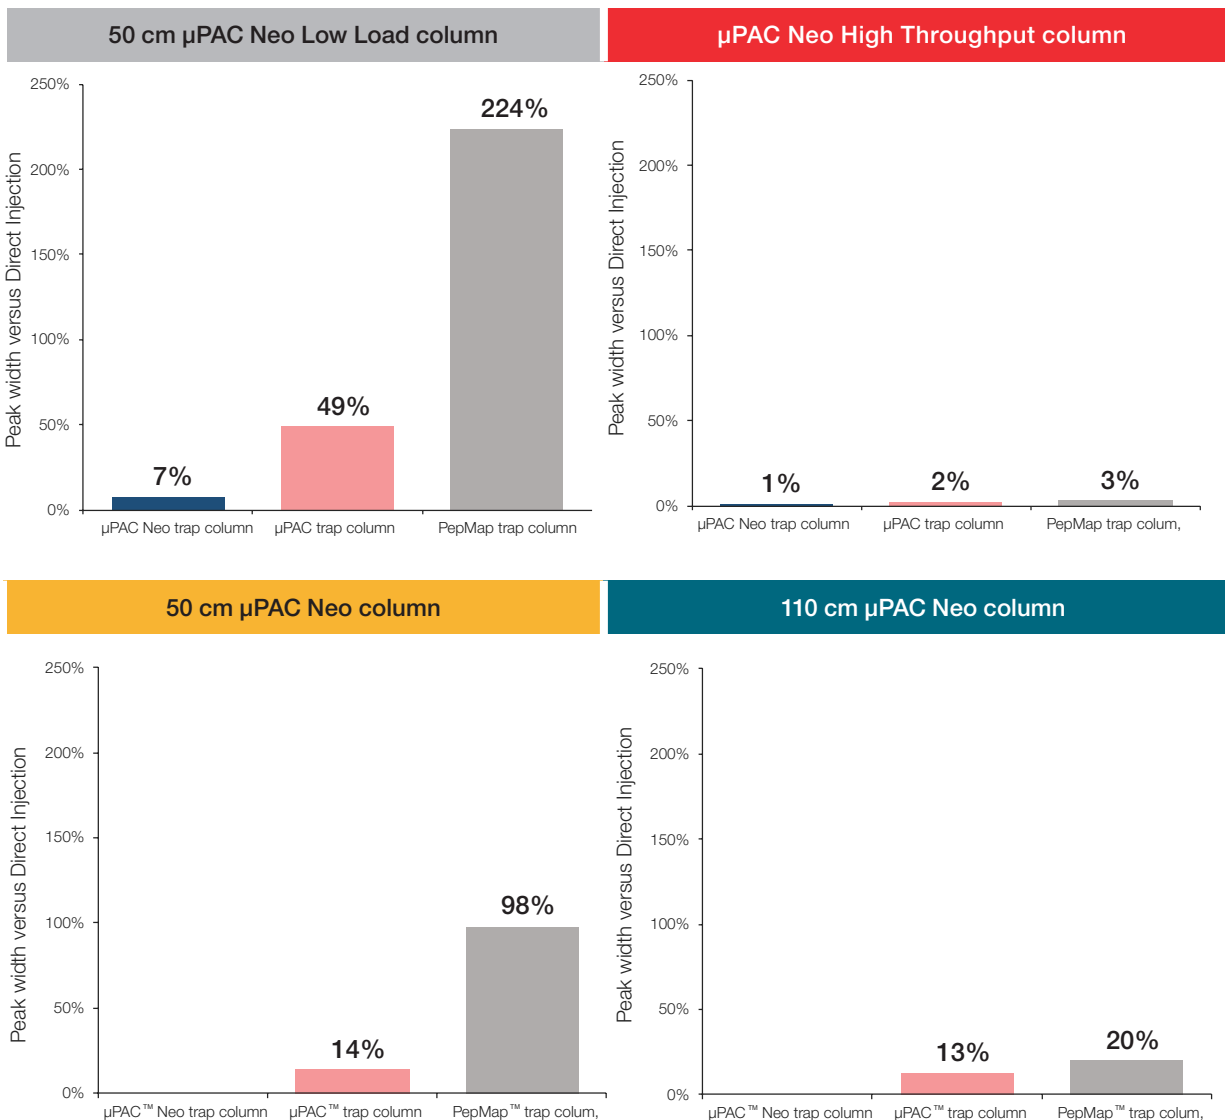 50 cm µPAC Neo Low Load column
Peak width versus Direct Injection
250%
200%
150%
100%
50%
0%
7%
49%
224%
µPAC Neo trap column
µPAC trap column
PepMap trap column
µPAC Neo High Throughput column
Peak width versus Direct Injection
250%
200%
150%
100%
50%
0%
1%
2%
3%
µPAC Neo trap column
µPAC trap column
PepMap trap colum,
50 cm µPAC Neo column
Peak width versus Direct Injection
250%
200%
150%
100%
50%
0%
14%
98%
µPAC™ Neo trap column
µPAC™ trap column
PepMap™ trap colum,
110 cm µPAC Neo column
Peak width versus Direct Injection
250%
200%
150%
100%
50%
0%
13%
20%
µPAC™ Neo trap column
µPAC™ trap column
PepMap™ trap colum,